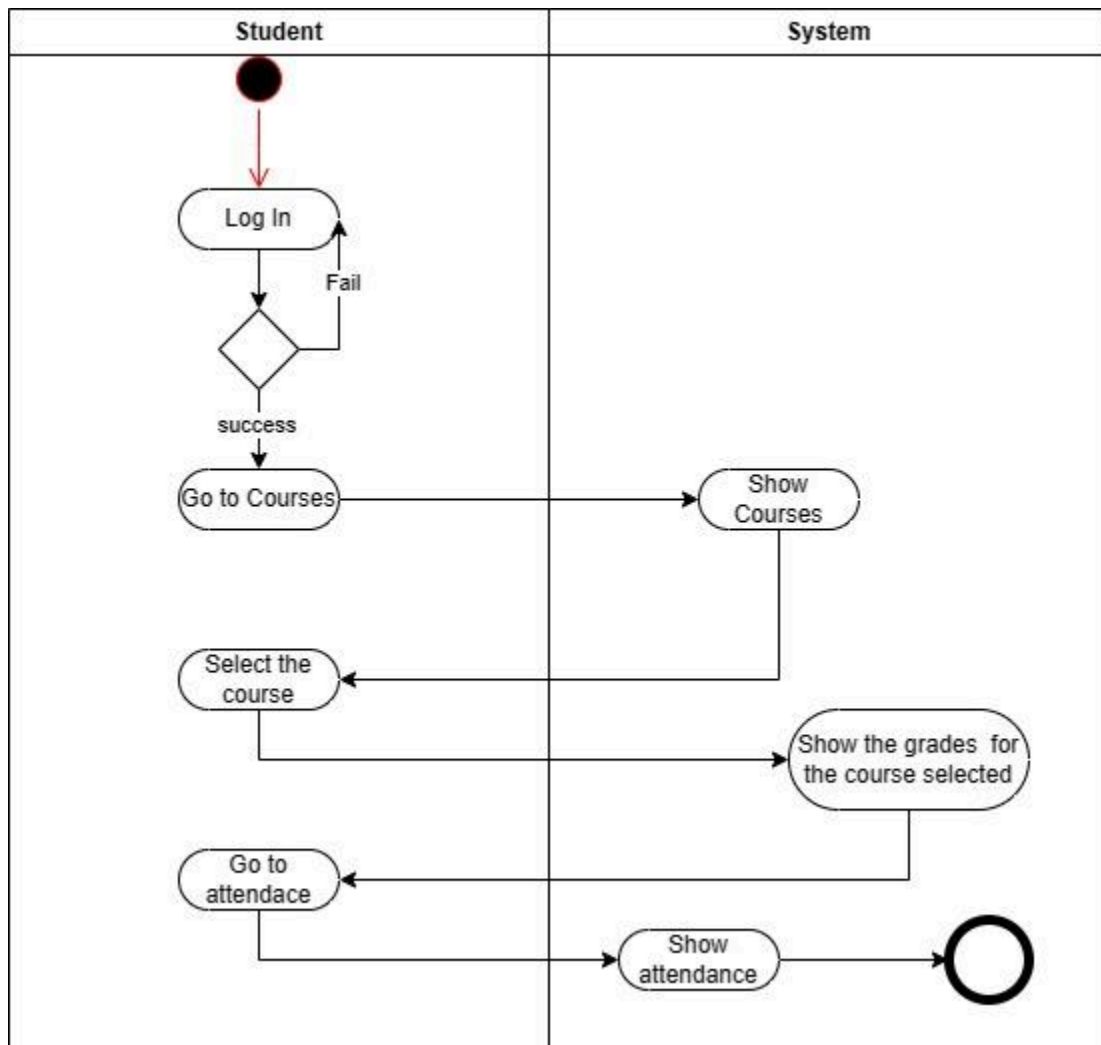 Student
System
Log In
Fail
success
Go to Courses
Show
Courses
Select the
course
Show the grades  for
the course selected
Go to
attendace
Show
attendance